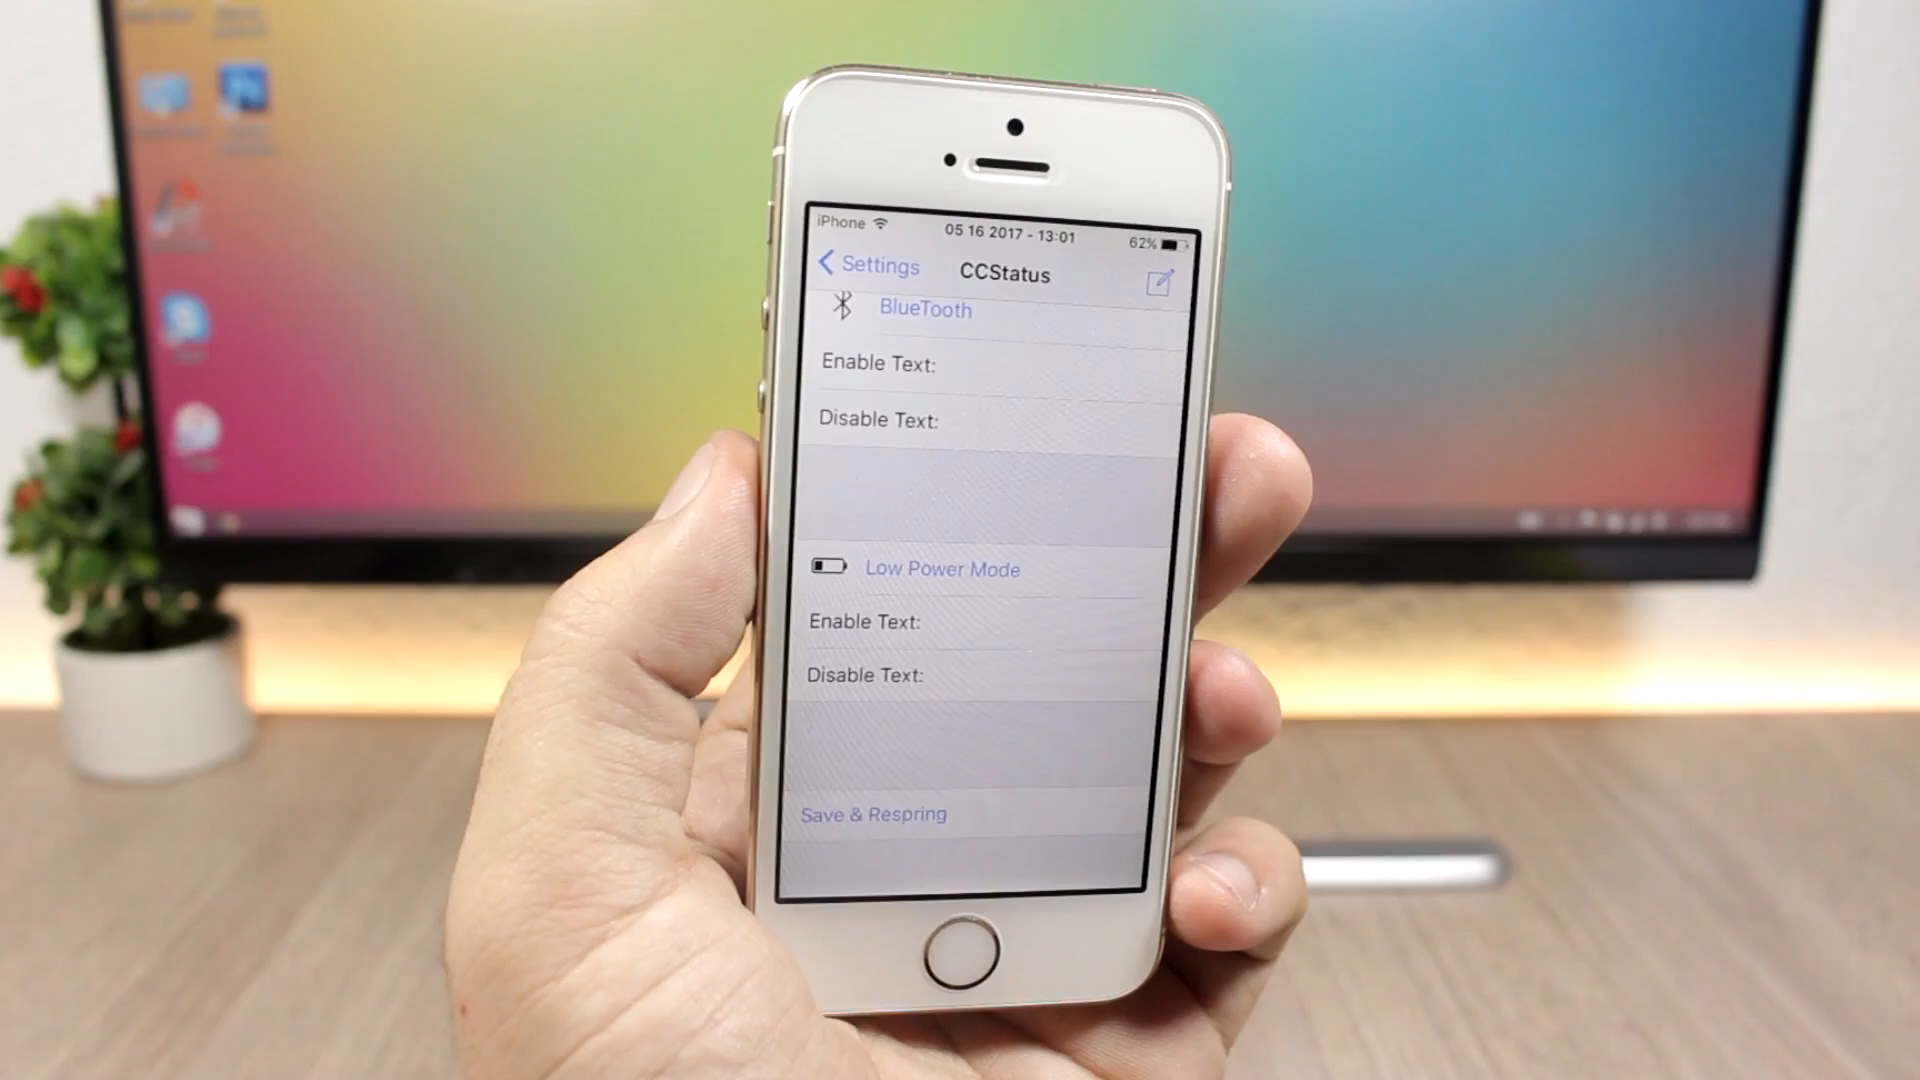 iPhone 05 16 2017 - 13:01 62%
Settings CCStatus
BlueTooth
Enable Text:
Disable Text:
Low Power Mode
Enable Text:
Disable Text:
Save & Respring